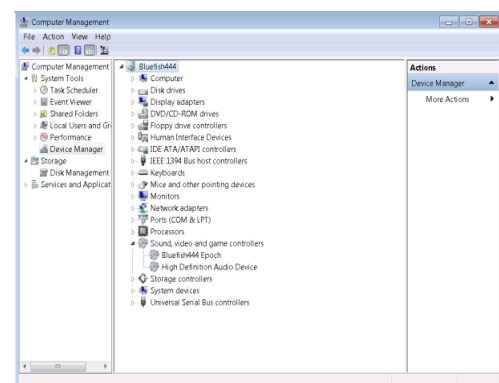 Computer Management
File Action View Help
Computer Management
System Tools
Task Scheduler
Event Viewer
Shared Folders
Local Users and Gr
Performance
Device Manager
Storage
Disk Management
Services and Applicat
Bluefish444
Computer
Disk drives
Display adapters
DVD/CD-ROM drives
Floppy drive controllers
Human Interface Devices
IDE ATA/ATAPI controllers
IEEE 1394 Bus host controllers
Keyboards
Mice and other pointing devices
Monitors
Network adapters
Ports (COM & LPT)
Processors
Sound, video and game controllers
Bluefish444 Epoch
High Definition Audio Device
Storage controllers
System devices
Universal Serial Bus controllers
Actions
Device Manager
More Actions